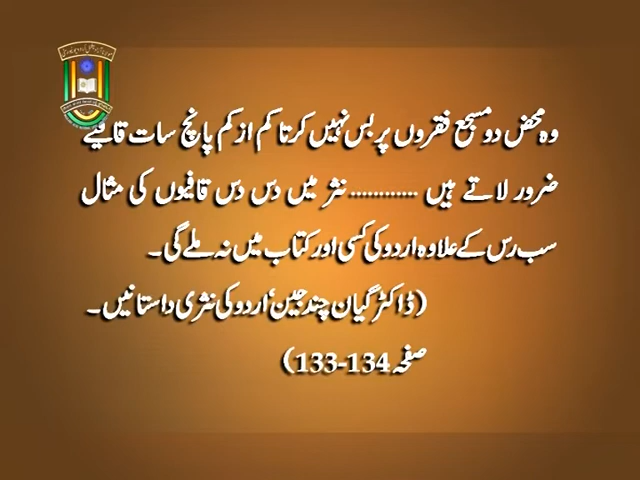 وہ محض دو مسجع فقروں پر بس نہیں کرتا کم از کم پانچ سات قافیے
ضرور لاتے ہیں ............. نثر میں دس دس قافیوں کی مثال
سب رس کے علاوہ اردو کی کسی اور کتاب میں نہ ملے گی۔
(ڈاکٹر گیان چند جین، اردو کی نثری داستانیں۔
صفحہ 134-133)